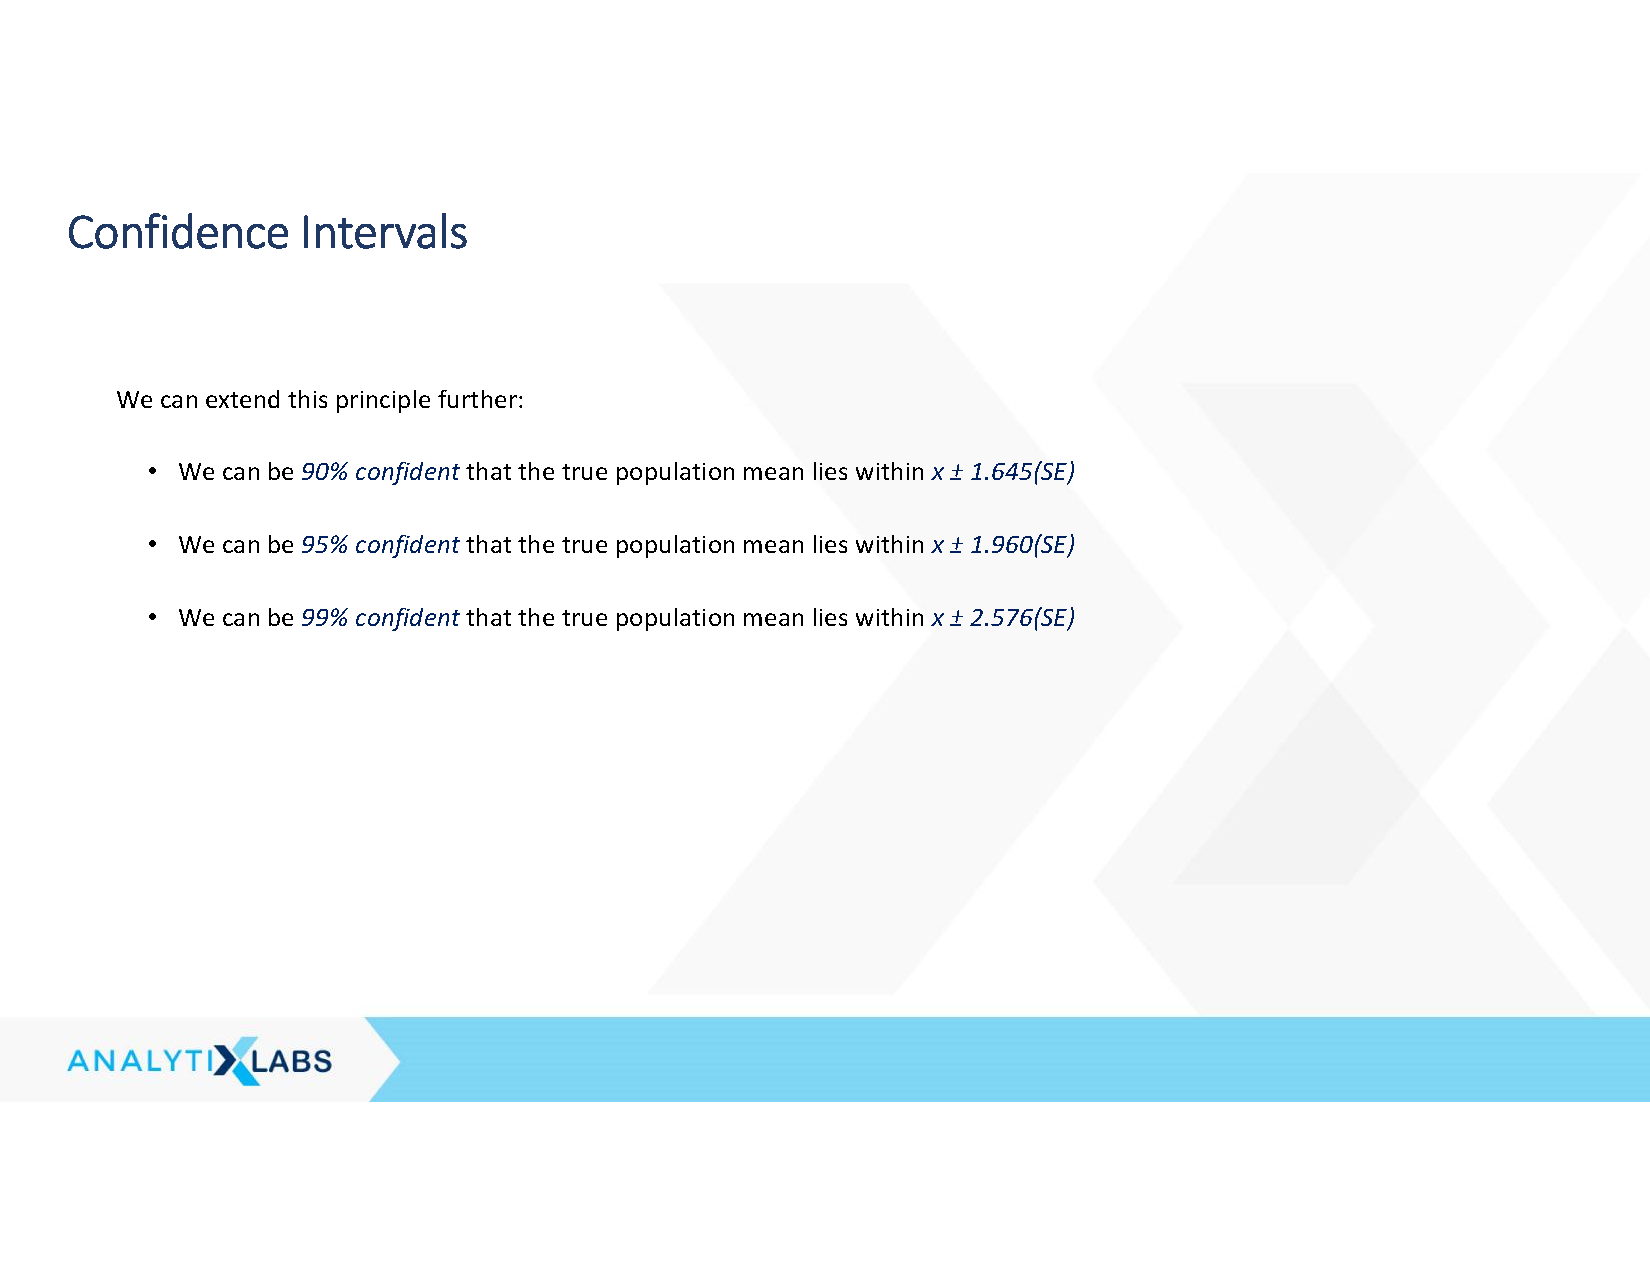 Confidence Intervals
We can extend this principle further:
• We can be 90% confident that the true population mean lies within x ± 1.645(SE)
• We can be 95% confident that the true population mean lies within x ± 1.960(SE)
• We can be 99% confident that the true population mean lies within x ± 2.576(SE)
ANALYTIXLABS